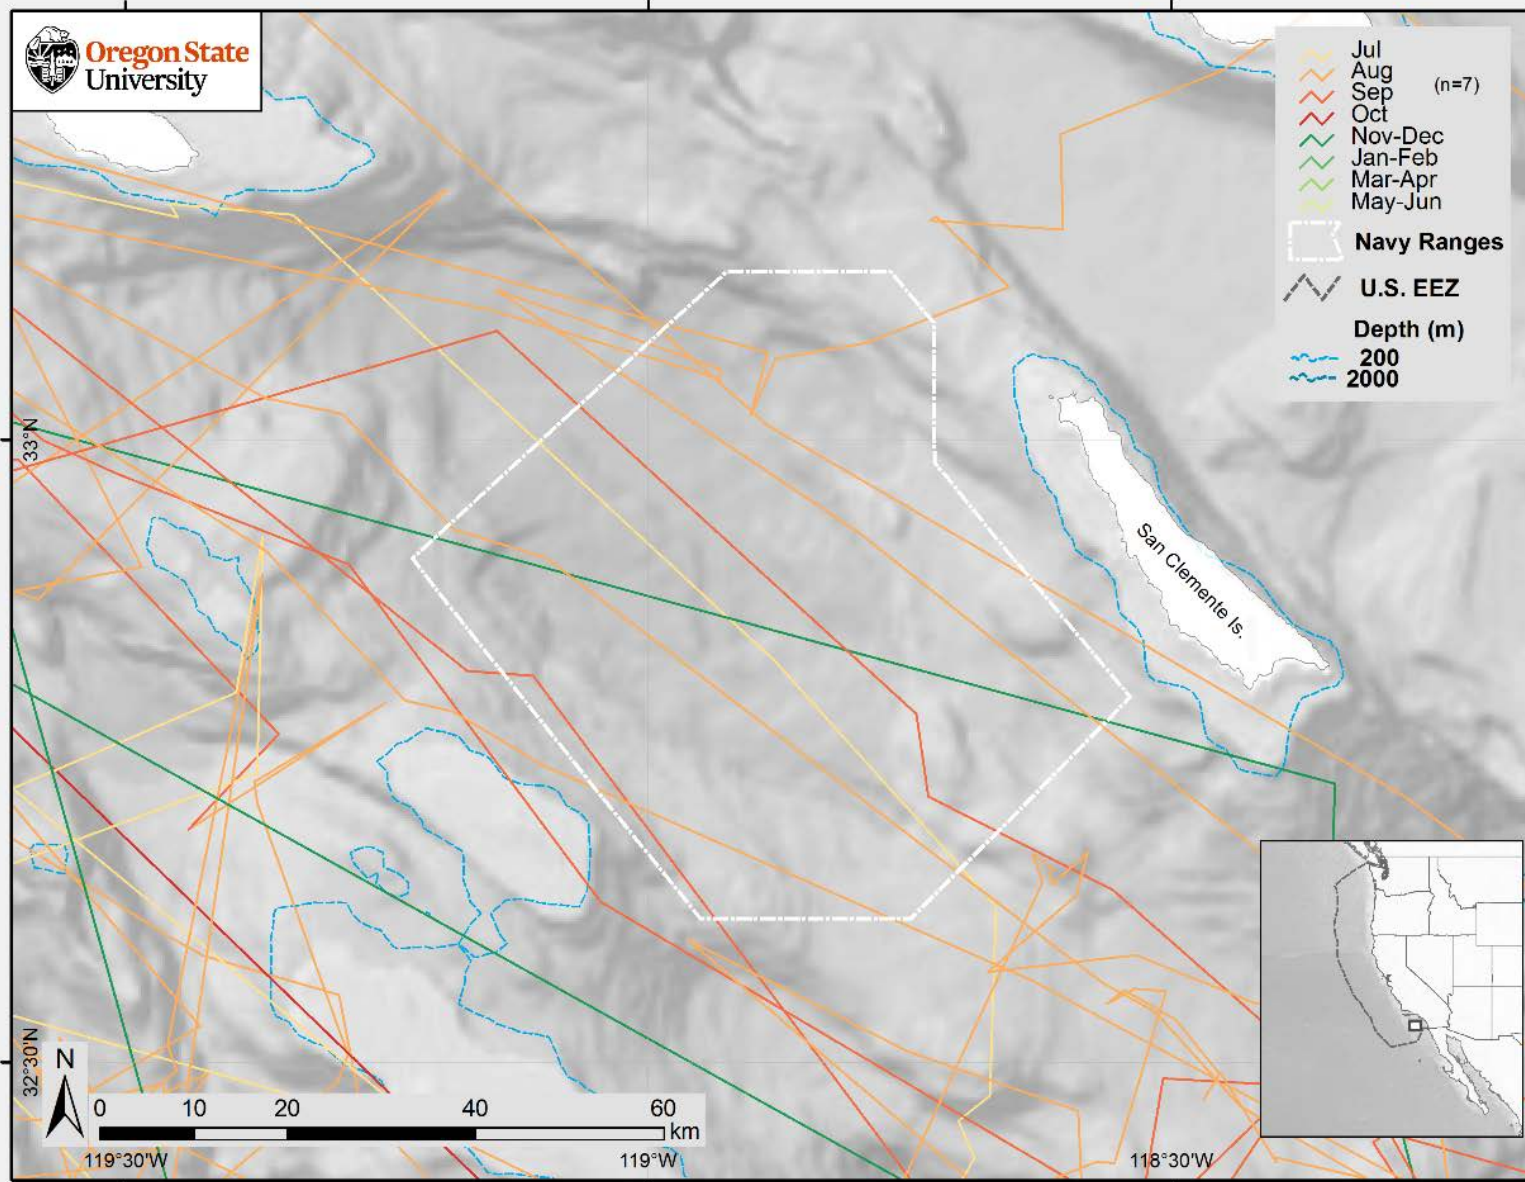 Oregon State
University
Jul
Aug
Sep
(n=7)
Oct
Nov-Dec
Jan-Feb
Mar-Apr
May-Jun
Navy Ranges
U.S. EEZ
Depth (m)
200
2000
33°N
San Clemente Is.
32°30'N
N
0 10 20 40 60
km
119°30'W 119°W 118°30'W